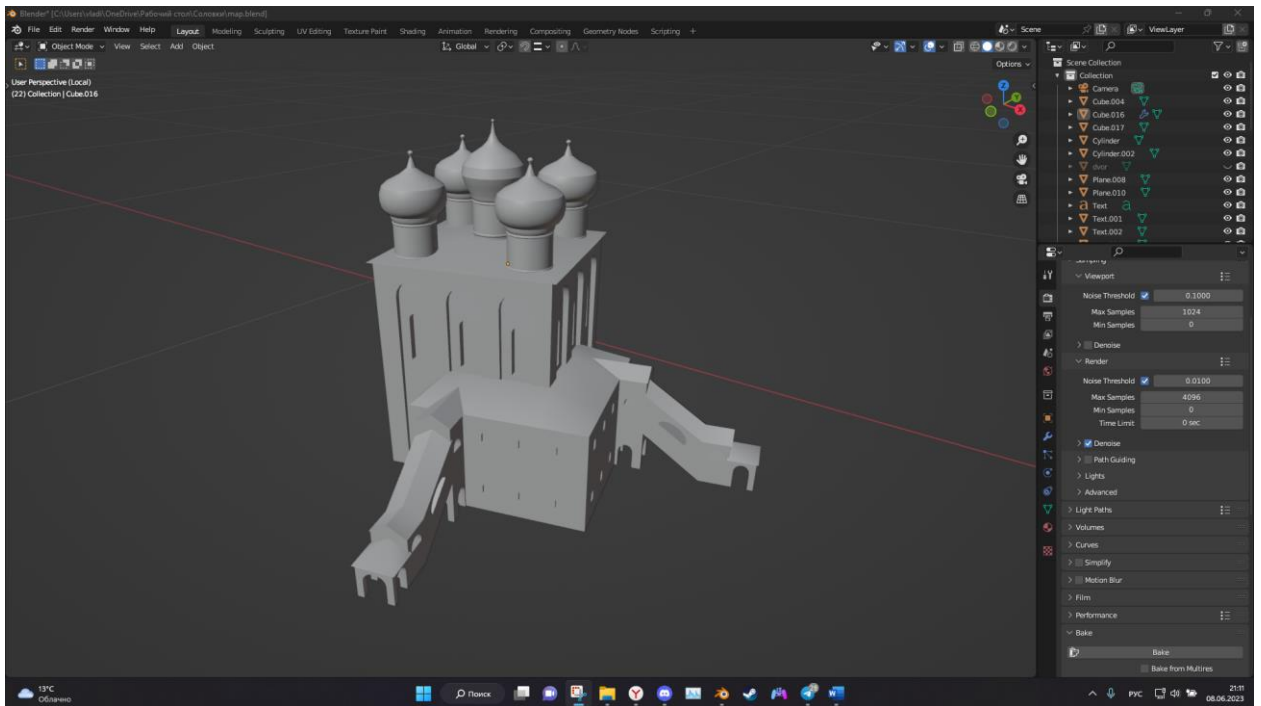 Blender* [C:\Users\vladi\OneDrive\Рабочий стол\Соловки\map.blend]
File Edit Render Window Help Layout Modeling Sculpting UV Editing Texture Paint Shading Animation Rendering Compositing Geometry Nodes Scripting + Scene ViewLayer
Object Mode View Select Add Object Global
Options
User Perspective (Local)
(22) Collection | Cube.016
Z
Y
X
Scene Collection
Collection
Camera
Cube.004
Cube.016
Cube.017
Cylinder
Cylinder.002
dvor
Plane.008
Plane.010
Text
Text.001
Text.002
Sampling
Viewport
Noise Threshold 0.1000
Max Samples 1024
Min Samples 0
Denoise
Render
Noise Threshold 0.0100
Max Samples 4096
Min Samples 0
Time Limit 0 sec
Denoise
Path Guiding
Lights
Advanced
Light Paths
Volumes
Curves
Simplify
Motion Blur
Film
Performance
Bake
Bake
Bake from Multires
13°C
Облачно
Поиск
РУС
21:11
08.06.2023